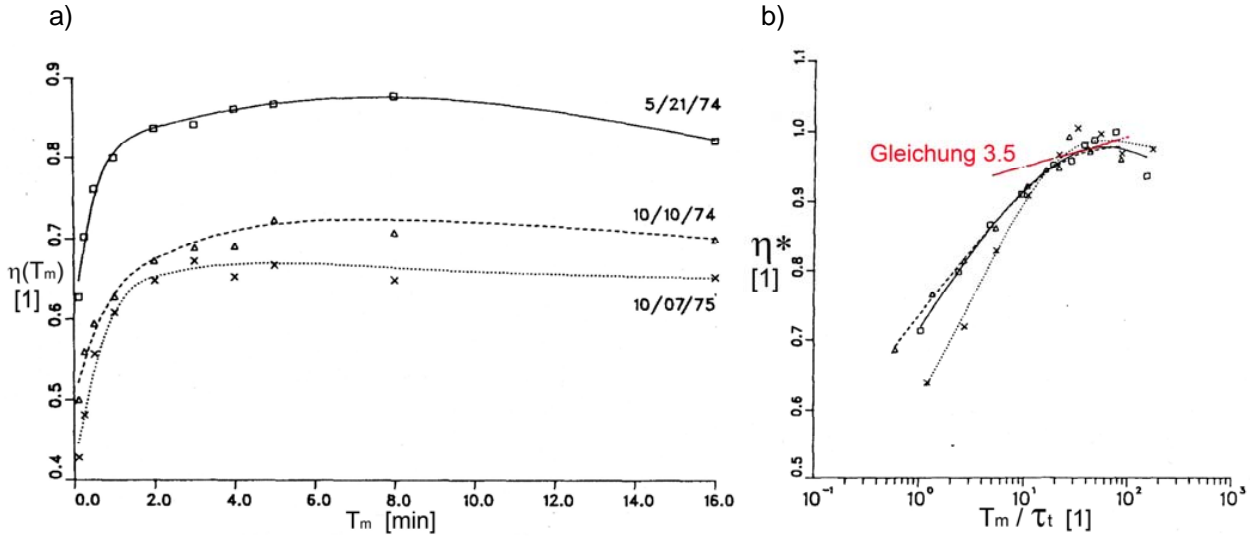 a)
0.9
0.8
0.7
0.6
0.5
0.4
η(Tm)
[1]
5/21/74
10/10/74
10/07/75
0.0 2.0 4.0 6.0 8.0 10.0 12.0 14.0 16.0
Tm [min]
b)
1.1
1.0
0.9
0.8
0.7
0.6
0.5
η*
[1]
Gleichung 3.5
10⁻¹ 10⁰ 10¹ 10² 10³
Tm / τt [1]